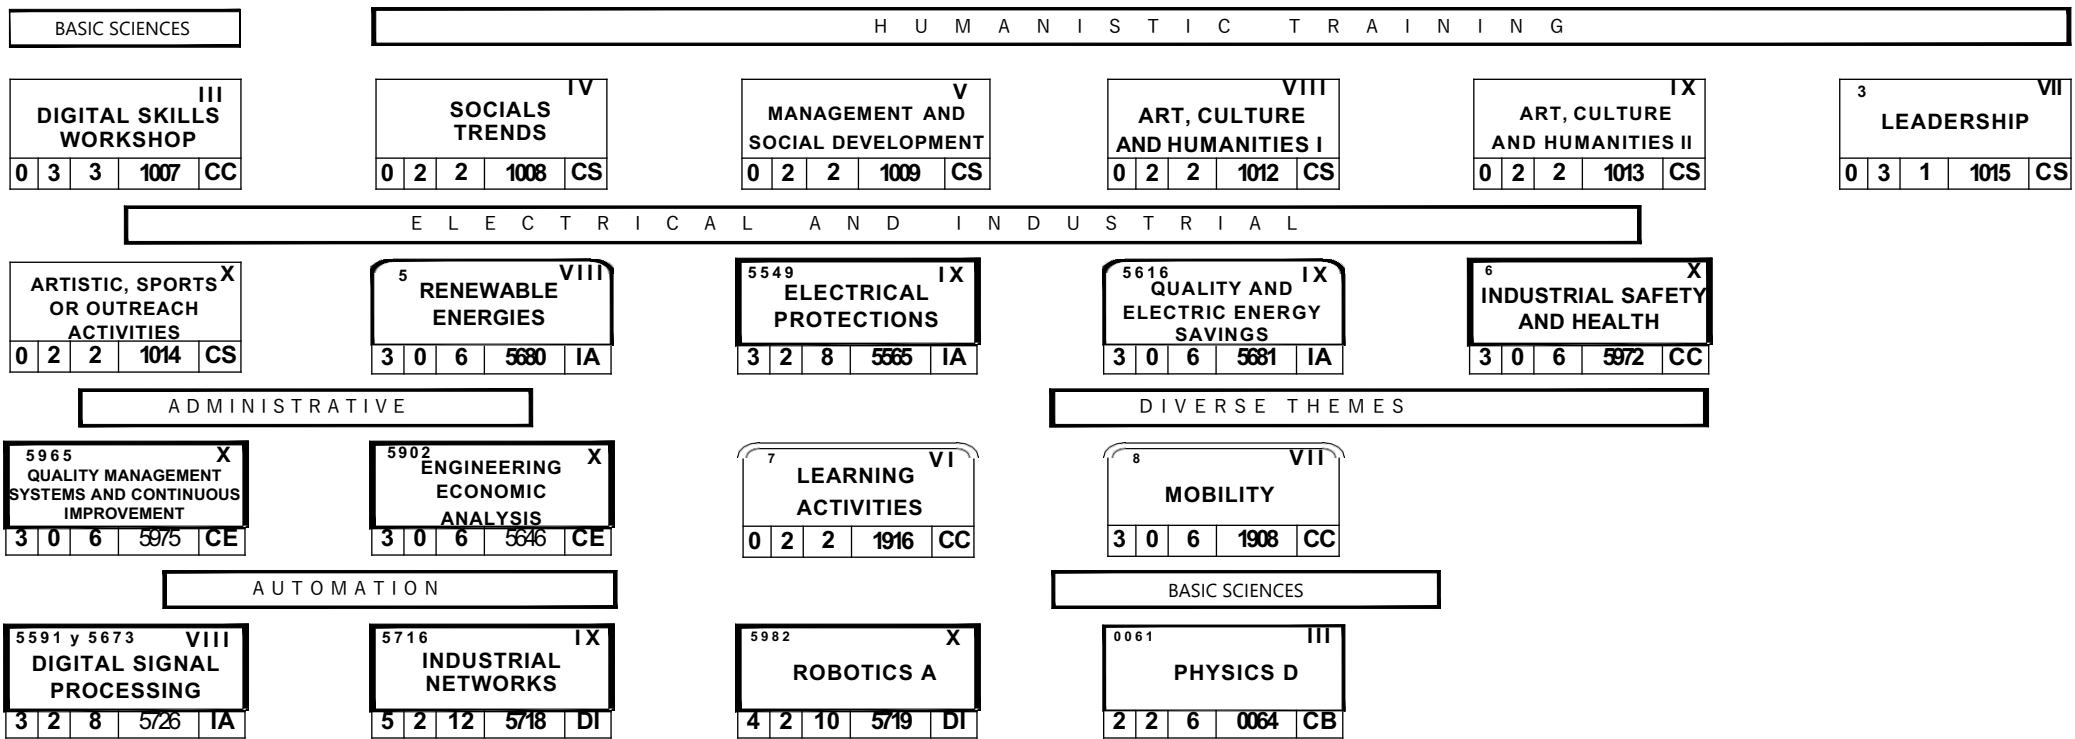 BASIC SCIENCES
HUMANISTIC TRAINING
III
DIGITAL SKILLS
WORKSHOP
0 3 3 1007 CC
IV
SOCIALS
TRENDS
0 2 2 1008 CS
V
MANAGEMENT AND
SOCIAL DEVELOPMENT
0 2 2 1009 CS
VIII
ART, CULTURE
AND HUMANITIES I
0 2 2 1012 CS
IX
ART, CULTURE
AND HUMANITIES II
0 2 2 1013 CS
3 VII
LEADERSHIP
0 3 1 1015 CS
ELECTRICAL AND INDUSTRIAL
X
ARTISTIC, SPORTS
OR OUTREACH
ACTIVITIES
0 2 2 1014 CS
5 VIII
RENEWABLE
ENERGIES
3 0 6 5680 IA
5549 IX
ELECTRICAL
PROTECTIONS
3 2 8 5565 IA
5616 IX
QUALITY AND
ELECTRIC ENERGY
SAVINGS
3 0 6 5681 IA
6 X
INDUSTRIAL SAFETY
AND HEALTH
3 0 6 5972 CC
ADMINISTRATIVE
DIVERSE THEMES
5965 X
QUALITY MANAGEMENT
SYSTEMS AND CONTINUOUS
IMPROVEMENT
3 0 6 5975 CE
5902 X
ENGINEERING
ECONOMIC
ANALYSIS
3 0 6 5646 CE
7 VI
LEARNING
ACTIVITIES
0 2 2 1916 CC
8 VII
MOBILITY
3 0 6 1908 CC
AUTOMATION
BASIC SCIENCES
5591 y 5673 VIII
DIGITAL SIGNAL
PROCESSING
3 2 8 5726 IA
5716 IX
INDUSTRIAL
NETWORKS
5 2 12 5718 DI
5982 X
ROBOTICS A
4 2 10 5719 DI
0061 III
PHYSICS D
2 2 6 0064 CB